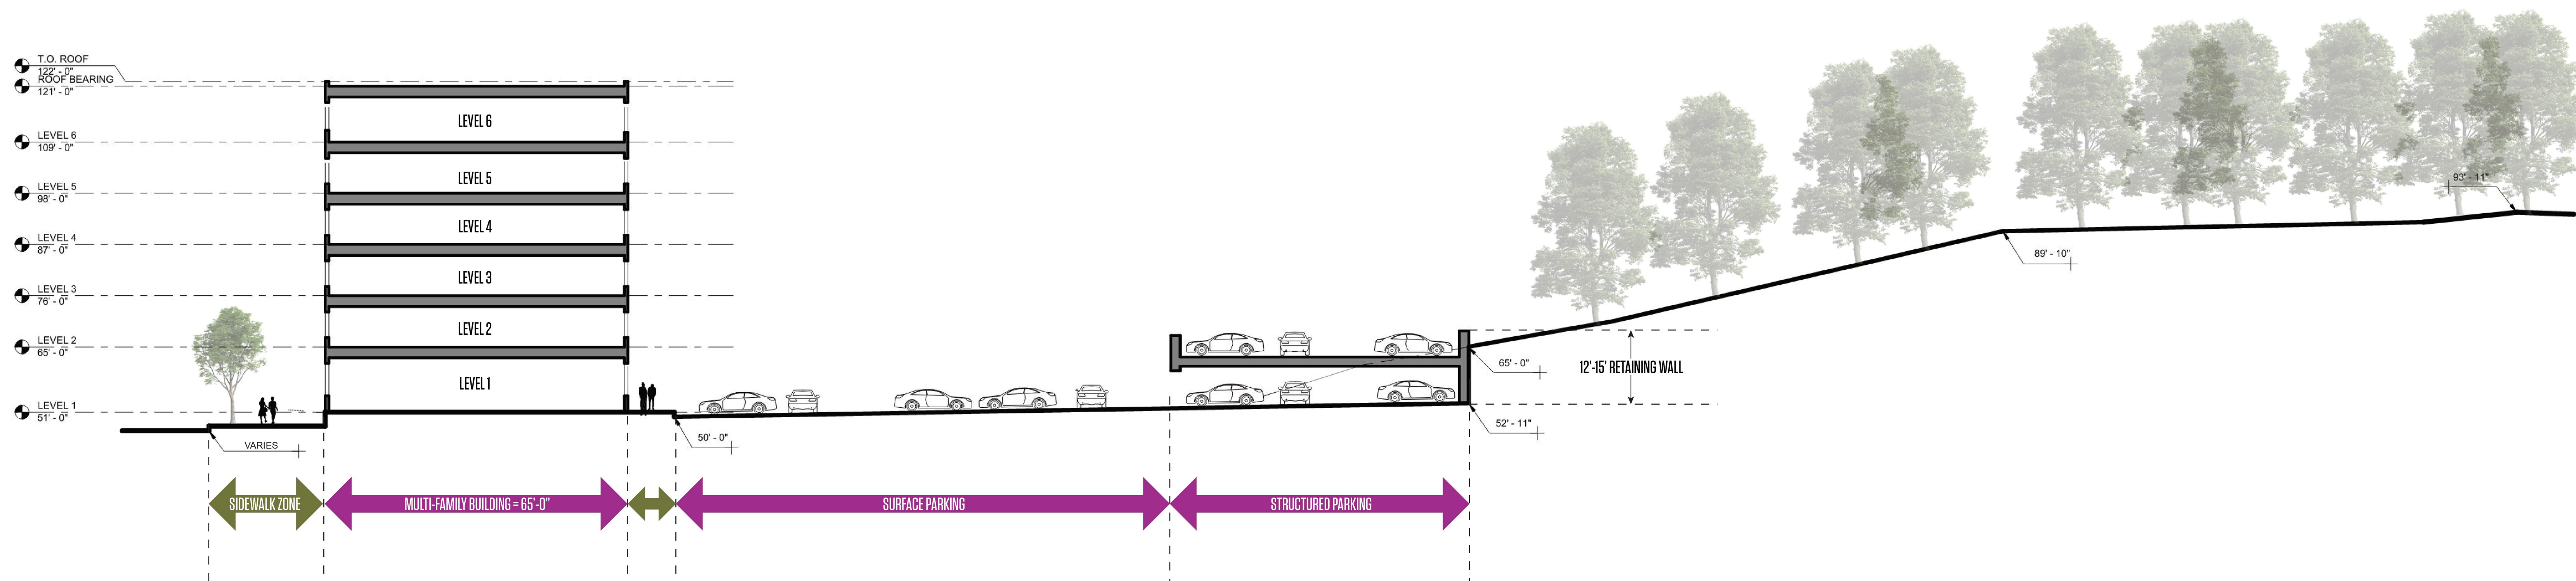 T.O. ROOF
122' - 0"
ROOF BEARING
121' - 0"
LEVEL 6
109' - 0"
LEVEL 5
98' - 0"
LEVEL 4
87' - 0"
LEVEL 3
76' - 0"
LEVEL 2
65' - 0"
LEVEL 1
51' - 0"
LEVEL 6
LEVEL 5
LEVEL 4
LEVEL 3
LEVEL 2
LEVEL 1
VARIES
50' - 0"
65' - 0"
52' - 11"
12'-15' RETAINING WALL
89' - 10"
93' - 11"
SIDEWALK ZONE
MULTI-FAMILY BUILDING = 65'-0"
SURFACE PARKING
STRUCTURED PARKING